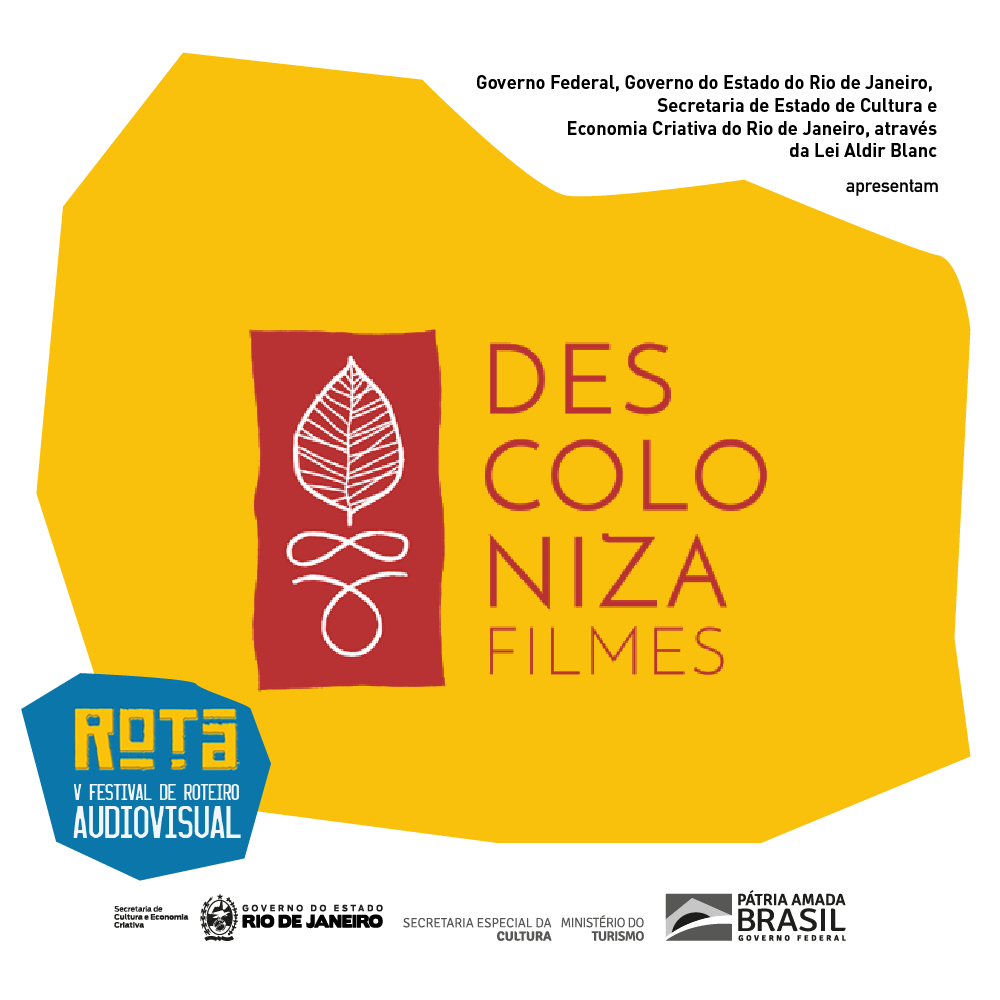 Governo Federal, Governo do Estado do Rio de Janeiro,
Secretaria de Estado de Cultura e
Economia Criativa do Rio de Janeiro, através
da Lei Aldir Blanc
apresentam
DES
COLO
NIZA
FILMES
ROTA
V FESTIVAL DE ROTEIRO
AUDIOVISUAL
Secretaria de
Cultura e Economia
Criativa
GOVERNO DO ESTADO
RIO DE JANEIRO
SECRETARIA ESPECIAL DA
CULTURA
MINISTÉRIO DO
TURISMO
PÁTRIA AMADA
BRASIL
GOVERNO FEDERAL